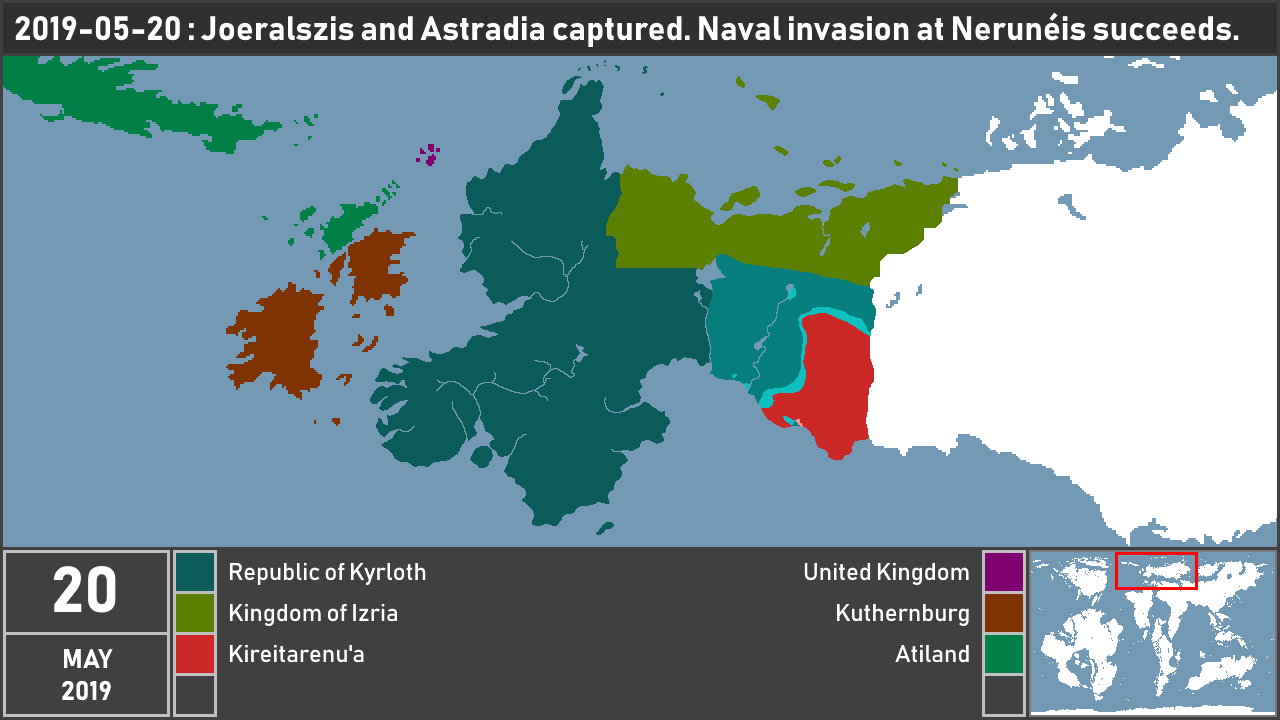 2019-05-20 : Joeralszis and Astradia captured. Naval invasion at Nerunéis succeeds.
20
MAY
2019
Republic of Kyrloth
Kingdom of Izria
Kireitarenu'a
United Kingdom
Kuthernburg
Atiland